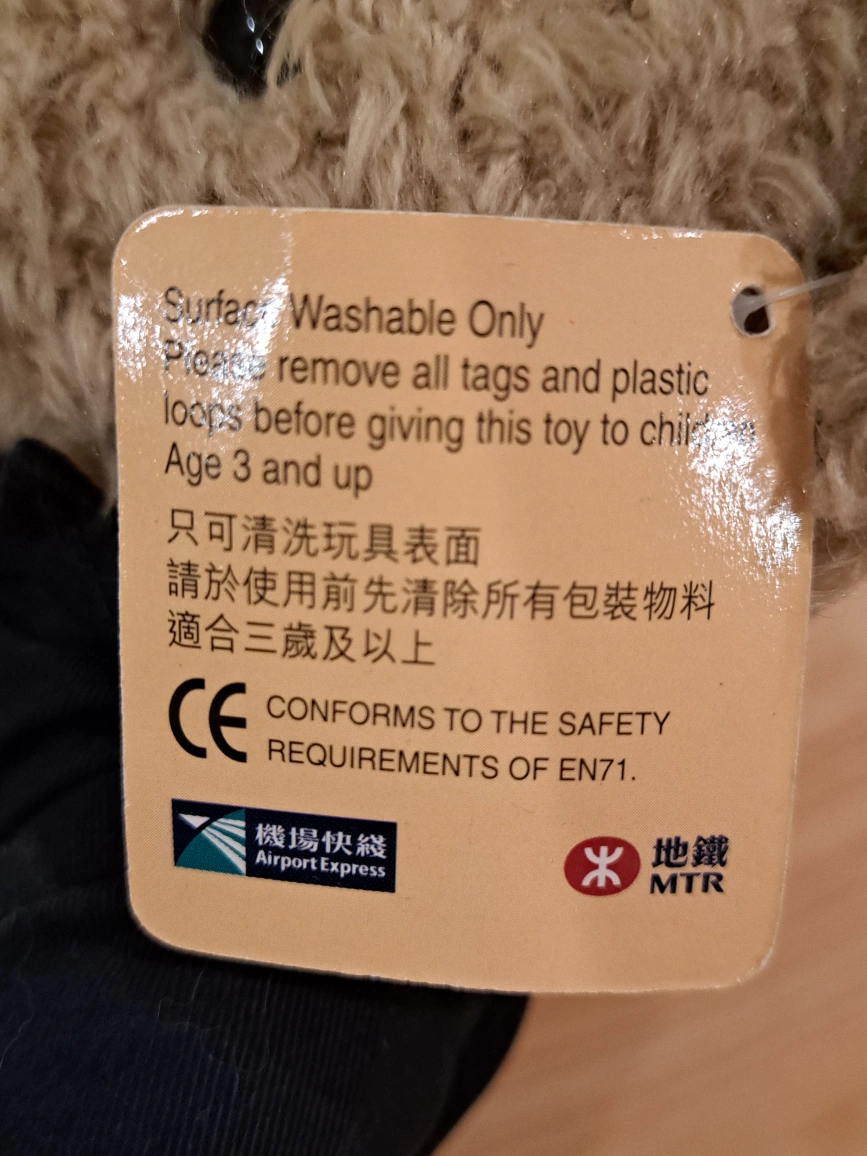 Surface Washable Only
Please remove all tags and plastic
loops before giving this toy to children
Age 3 and up
只可清洗玩具表面
請於使用前先清除所有包裝物料
適合三歲及以上
CE CONFORMS TO THE SAFETY
REQUIREMENTS OF EN71.
機場快綫
Airport Express
地鐵
MTR